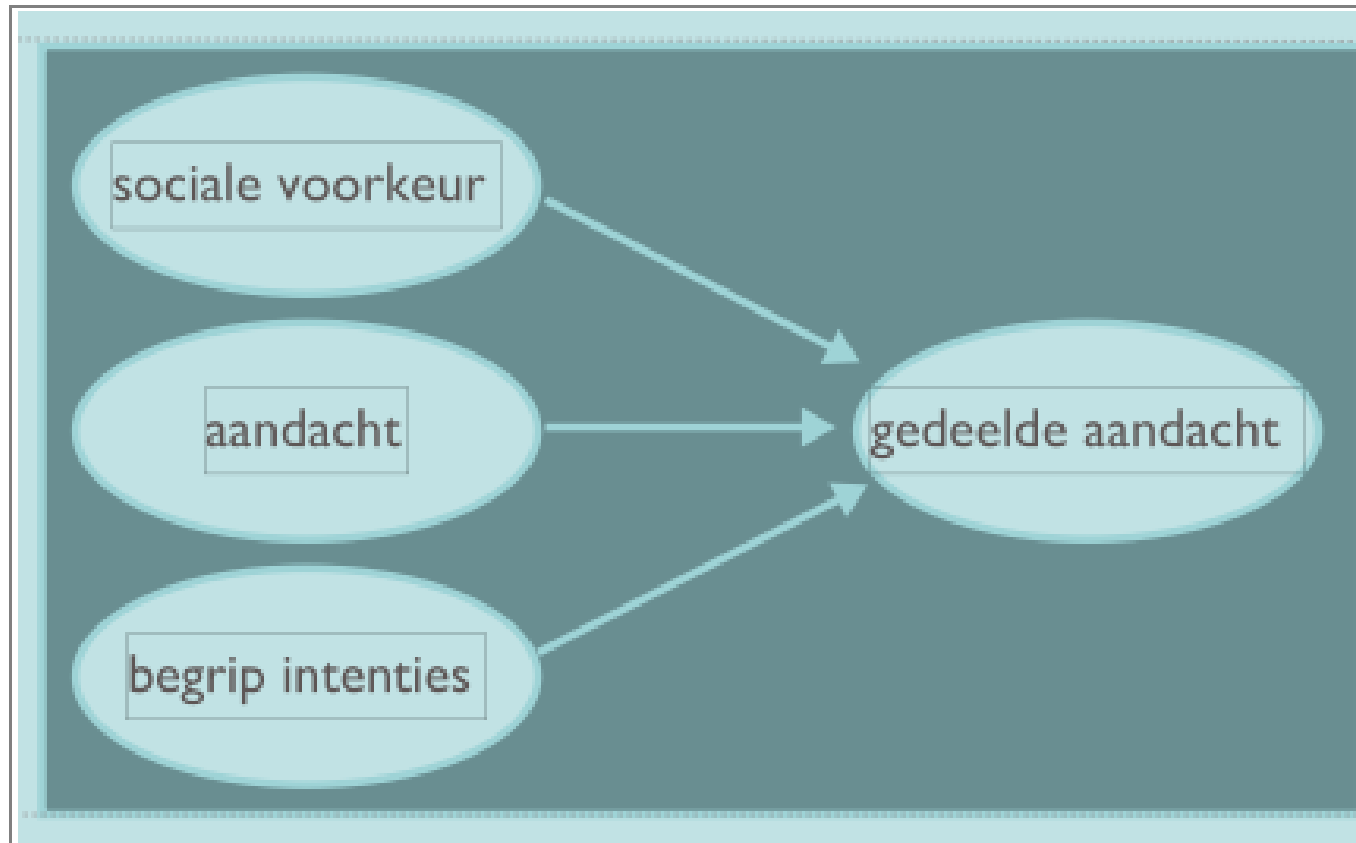 sociale voorkeur
aandacht
gedeelde aandacht
begrip intenties